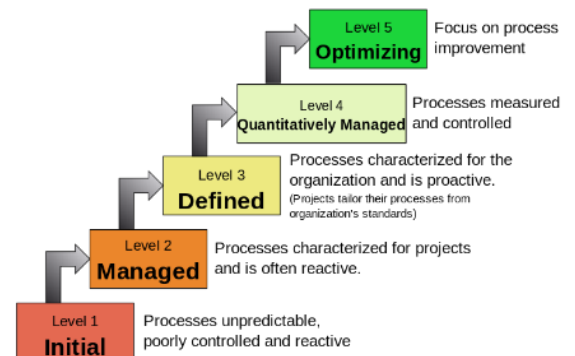 Level 5
Optimizing
Focus on process
improvement
Level 4
Quantitatively Managed
Processes measured
and controlled
Level 3
Defined
Processes characterized for the
organization and is proactive.
(Projects tailor their processes from
organization's standards)
Level 2
Managed
Processes characterized for projects
and is often reactive.
Level 1
Initial
Processes unpredictable,
poorly controlled and reactive